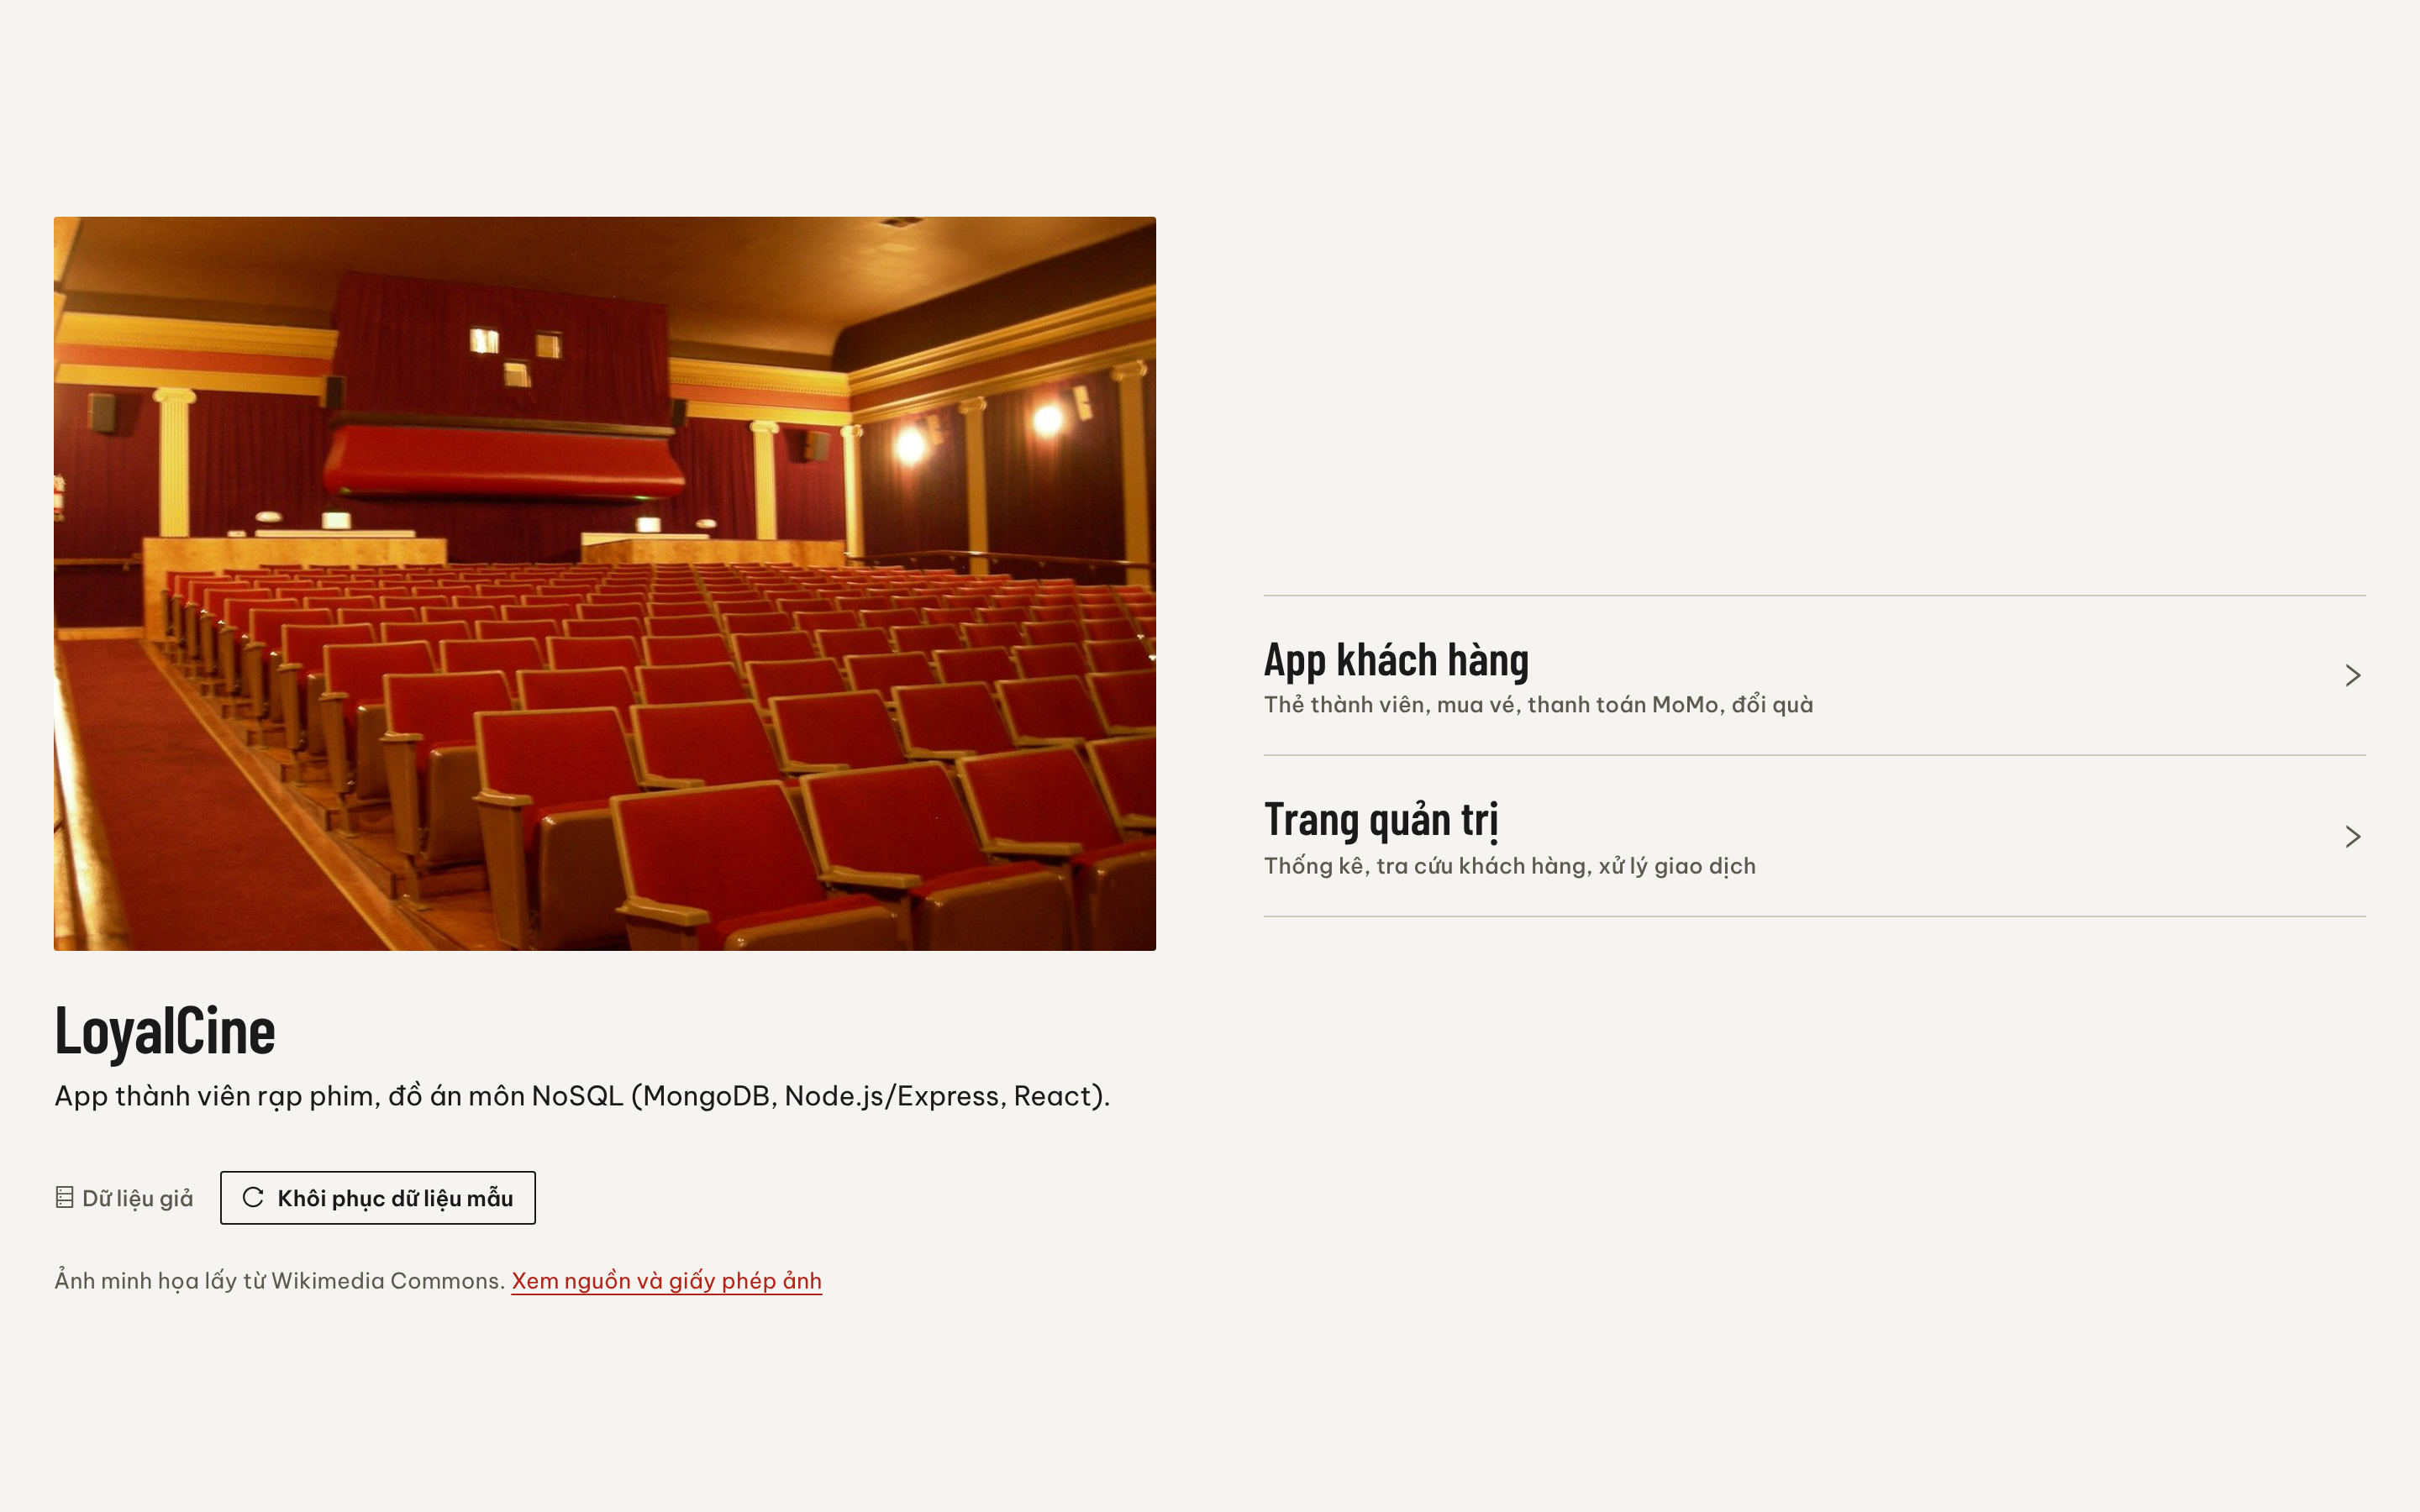 LoyalCine
App thành viên rạp phim, đồ án môn NoSQL (MongoDB, Node.js/Express, React).
Dữ liệu giả
Khôi phục dữ liệu mẫu
Ảnh minh họa lấy từ Wikimedia Commons. Xem nguồn và giấy phép ảnh
App khách hàng
Thẻ thành viên, mua vé, thanh toán MoMo, đổi quà
Trang quản trị
Thống kê, tra cứu khách hàng, xử lý giao dịch